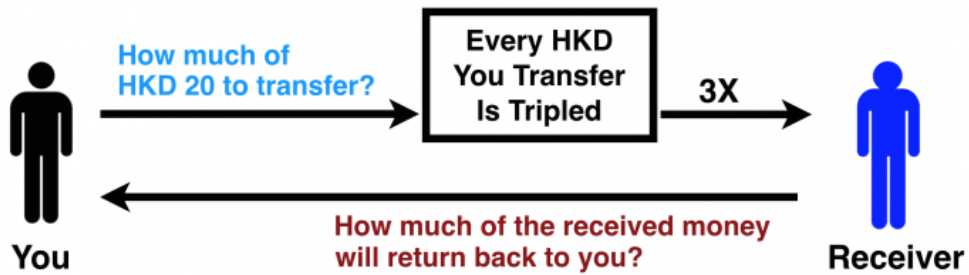 How much of
HKD 20 to transfer?
Every HKD
You Transfer
Is Tripled
3X
How much of the received money
will return back to you?
You
Receiver